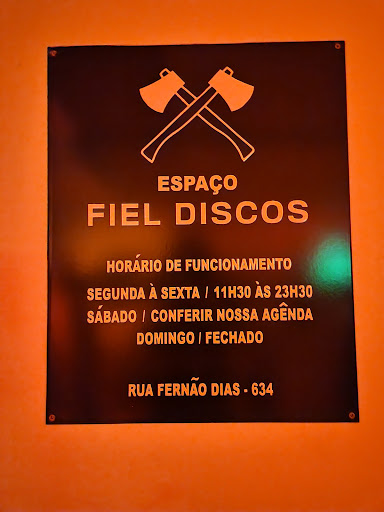 ESPAÇO
FIEL DISCOS
HORÁRIO DE FUNCIONAMENTO
SEGUNDA À SEXTA / 11H30 ÀS 23H30
SÁBADO / CONFERIR NOSSA AGÊNDA
DOMINGO / FECHADO
RUA FERNÃO DIAS - 634